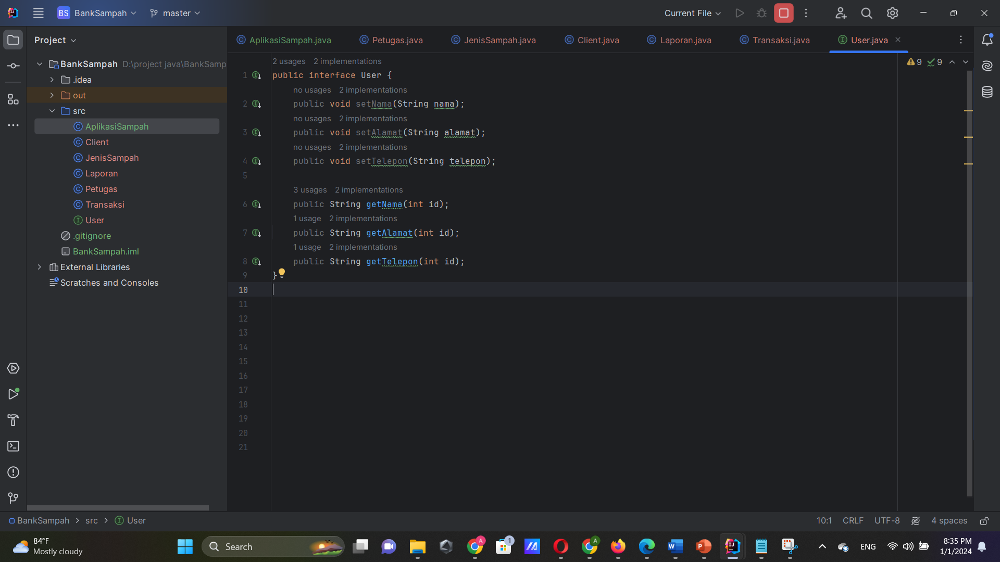 BS BankSampah master Current File
Project
AplikasiSampah.java Petugas.java JenisSampah.java Client.java Laporan.java Transaksi.java User.java
BankSampah D:\project java\BankSamp
.idea
out
src
AplikasiSampah
Client
JenisSampah
Laporan
Petugas
Transaksi
User
.gitignore
BankSampah.iml
External Libraries
Scratches and Consoles
9 9
2 usages 2 implementations
1 public interface User {
no usages 2 implementations
2 public void setNama(String nama);
no usages 2 implementations
3 public void setAlamat(String alamat);
no usages 2 implementations
4 public void setTelepon(String telepon);
5
3 usages 2 implementations
6 public String getNama(int id);
1 usage 2 implementations
7 public String getAlamat(int id);
1 usage 2 implementations
8 public String getTelepon(int id);
9 }
10
11
12
13
14
15
16
17
18
19
20
21
BankSampah > src > User 10:1 CRLF UTF-8 4 spaces
84°F
Mostly cloudy
Search
ENG
8:35 PM
1/1/2024